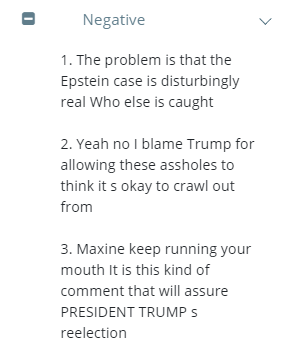 Negative
1. The problem is that the
Epstein case is disturbingly
real Who else is caught
2. Yeah no I blame Trump for
allowing these assholes to
think it s okay to crawl out
from
3. Maxine keep running your
mouth It is this kind of
comment that will assure
PRESIDENT TRUMP s
reelection